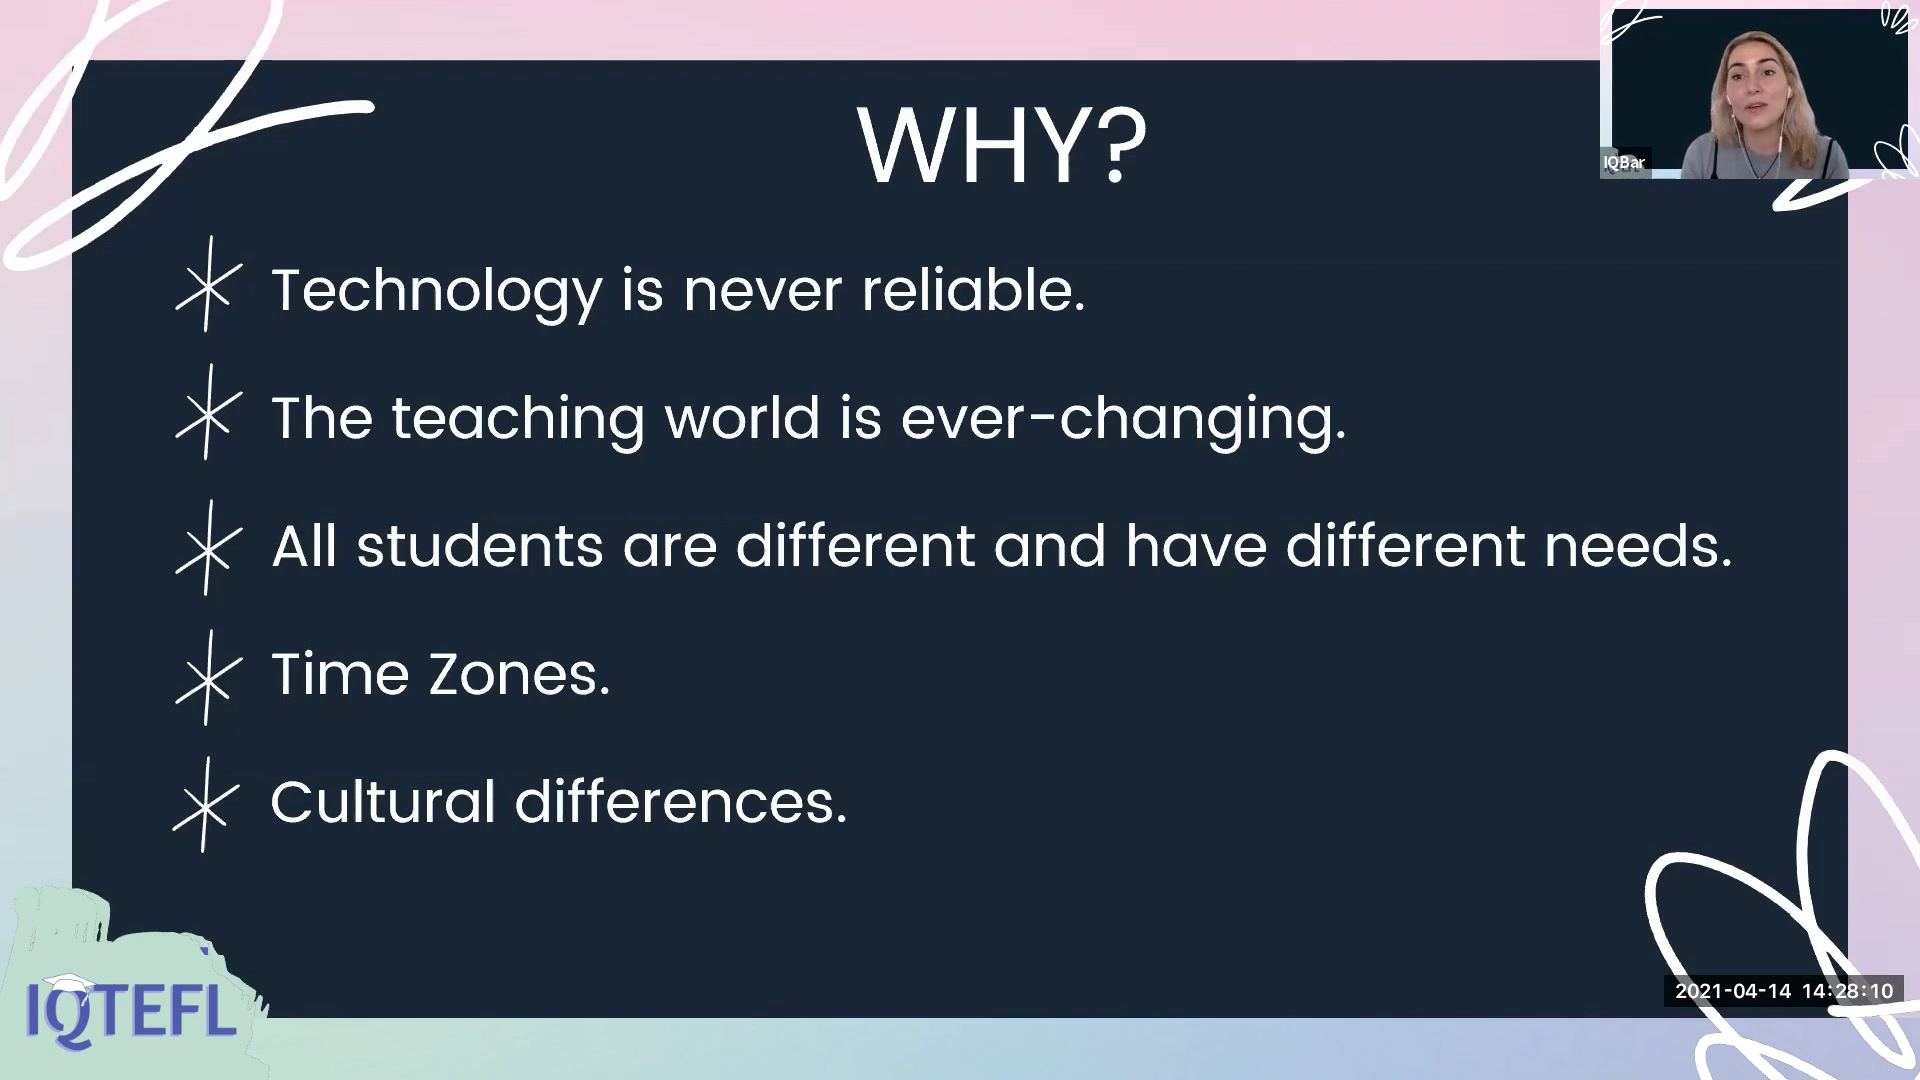 WHY?
IQBar
Technology is never reliable.
The teaching world is ever-changing.
All students are different and have different needs.
Time Zones.
Cultural differences.
IQTEFL
2021-04-14 14:28:10